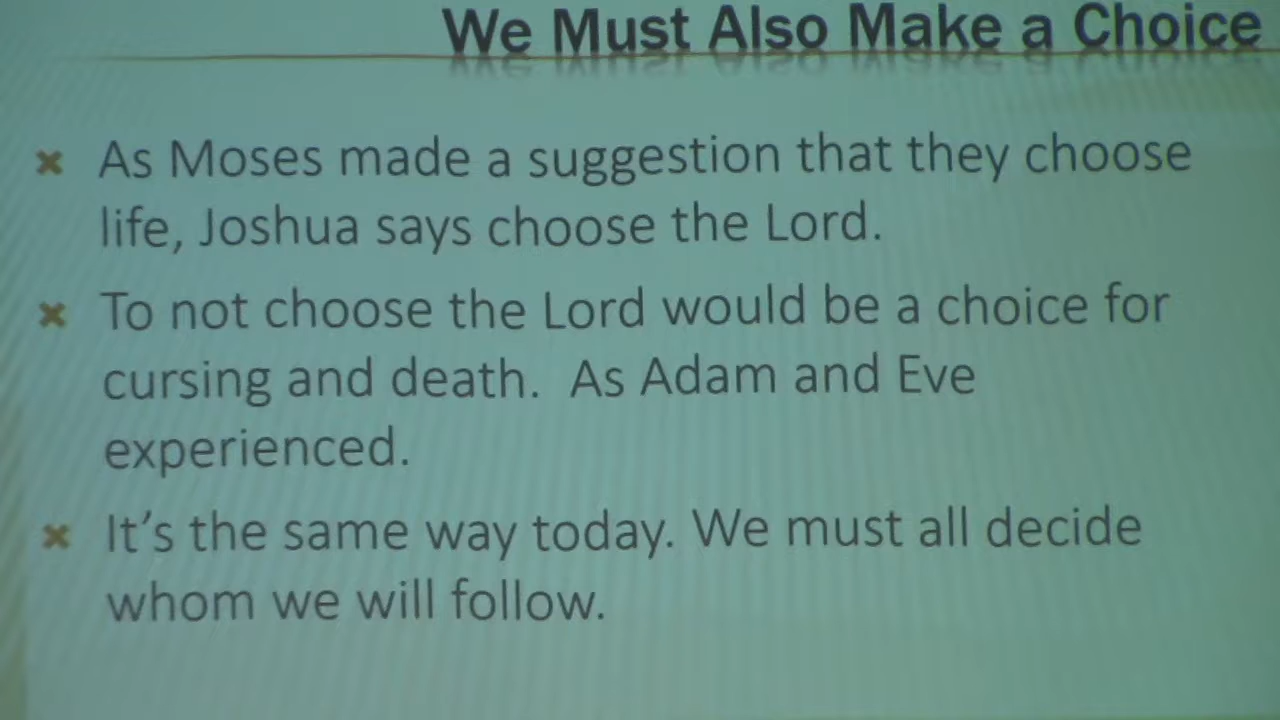 We Must Also Make a Choice
As Moses made a suggestion that they choose
life, Joshua says choose the Lord.
To not choose the Lord would be a choice for
cursing and death.  As Adam and Eve
experienced.
It's the same way today. We must all decide
whom we will follow.